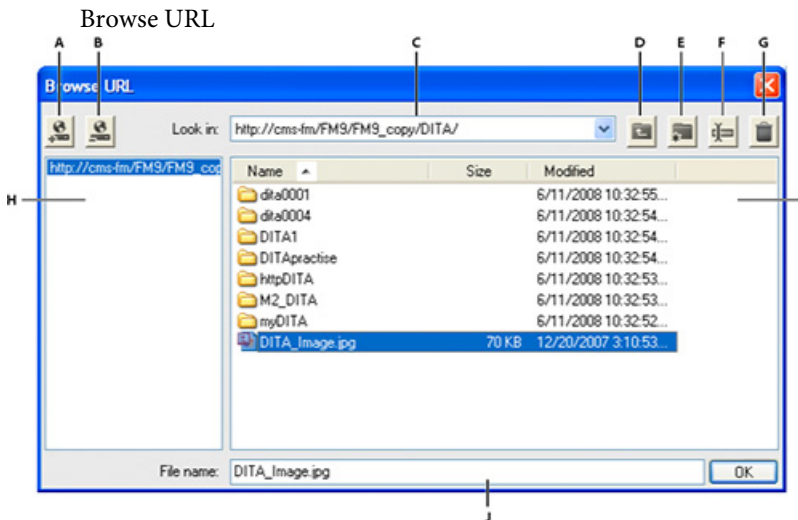 Browse URL
A B C D E F G
Browse URL
Look in: http://cms-fm/FM9/FM9_copy/DITA/
http://cms-fm/FM9/FM9_cop
Name Size Modified
H
dita0001 6/11/2008 10:32:55...
dita0004 6/11/2008 10:32:54...
DITA1 6/11/2008 10:32:54...
DITApractise 6/11/2008 10:32:54...
httpDITA 6/11/2008 10:32:53...
M2_DITA 6/11/2008 10:32:53...
myDITA 6/11/2008 10:32:52...
DITA_Image.jpg 70 KB 12/20/2007 3:10:53...
File name: DITA_Image.jpg OK
J